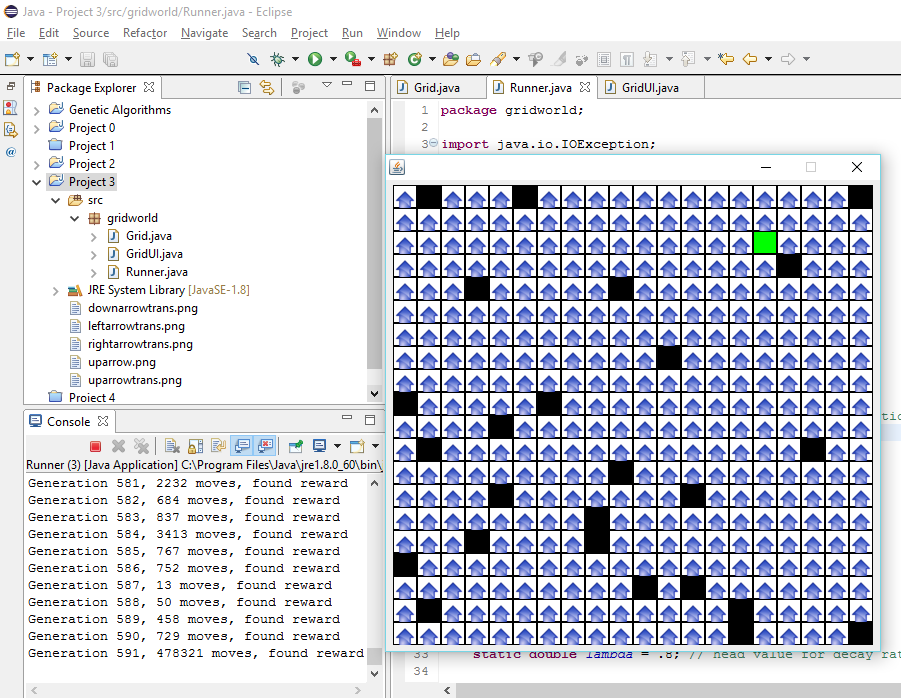 Java - Project 3/src/gridworld/Runner.java - Eclipse
File Edit Source Refactor Navigate Search Project Run Window Help
Package Explorer
Genetic Algorithms
Project 0
Project 1
Project 2
Project 3
src
gridworld
Grid.java
GridUI.java
Runner.java
JRE System Library [JavaSE-1.8]
downarrowtrans.png
leftarrowtrans.png
rightarrowtrans.png
uparrow.png
uparrowtrans.png
Project 4
Grid.java Runner.java GridUI.java
1 package gridworld;
2
3 import java.io.IOException;
33 static double lambda = .8; // head value for decay rat
34
Console
Runner (3) [Java Application] C:\Program Files\Java\jre1.8.0_60\bin\
Generation 581, 2232 moves, found reward
Generation 582, 684 moves, found reward
Generation 583, 837 moves, found reward
Generation 584, 3413 moves, found reward
Generation 585, 767 moves, found reward
Generation 586, 752 moves, found reward
Generation 587, 13 moves, found reward
Generation 588, 50 moves, found reward
Generation 589, 458 moves, found reward
Generation 590, 729 moves, found reward
Generation 591, 478321 moves, found reward